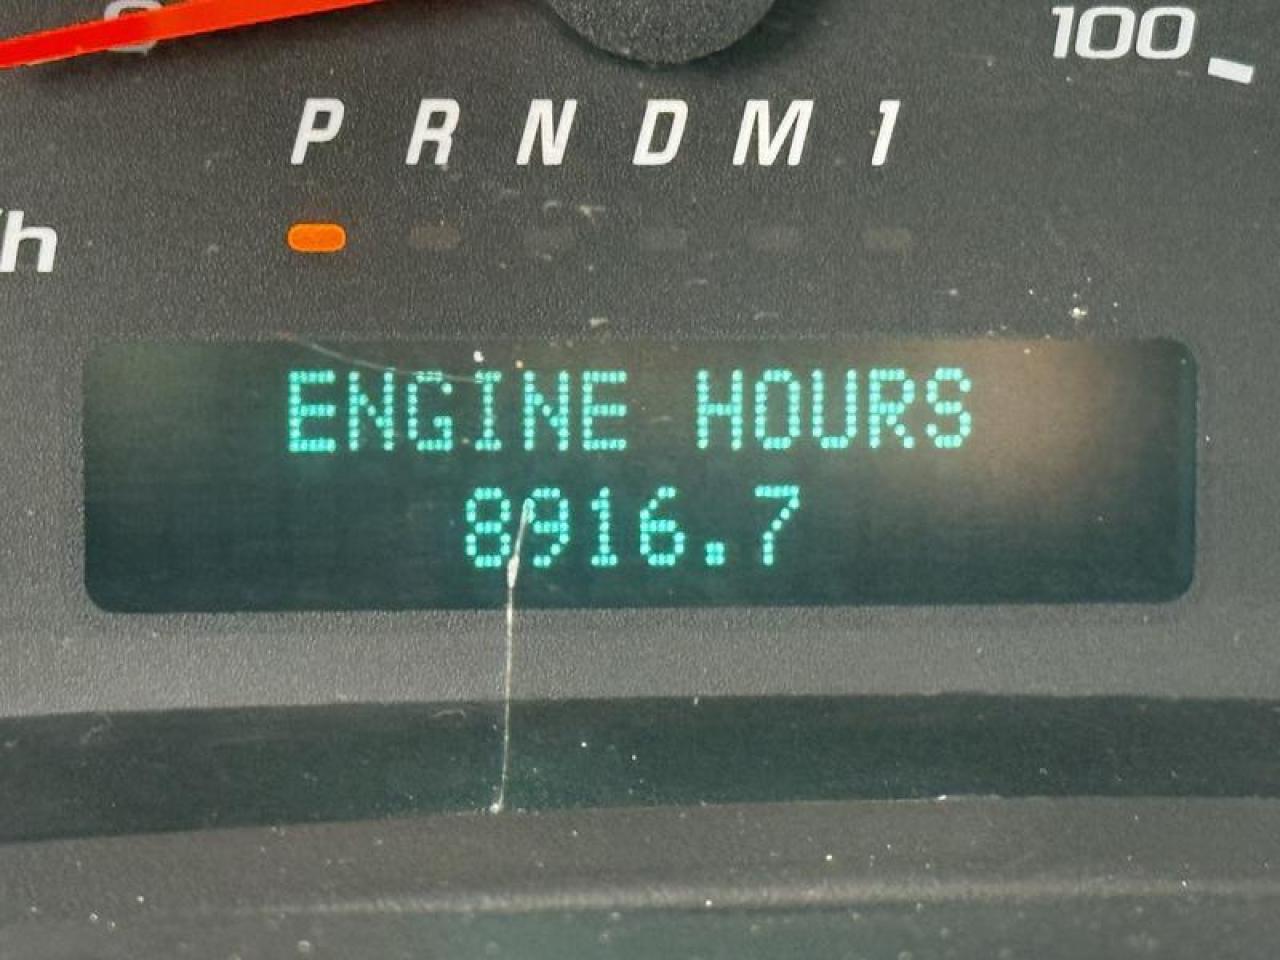 100
P R N D M 1
h
ENGINE HOURS
8916.7